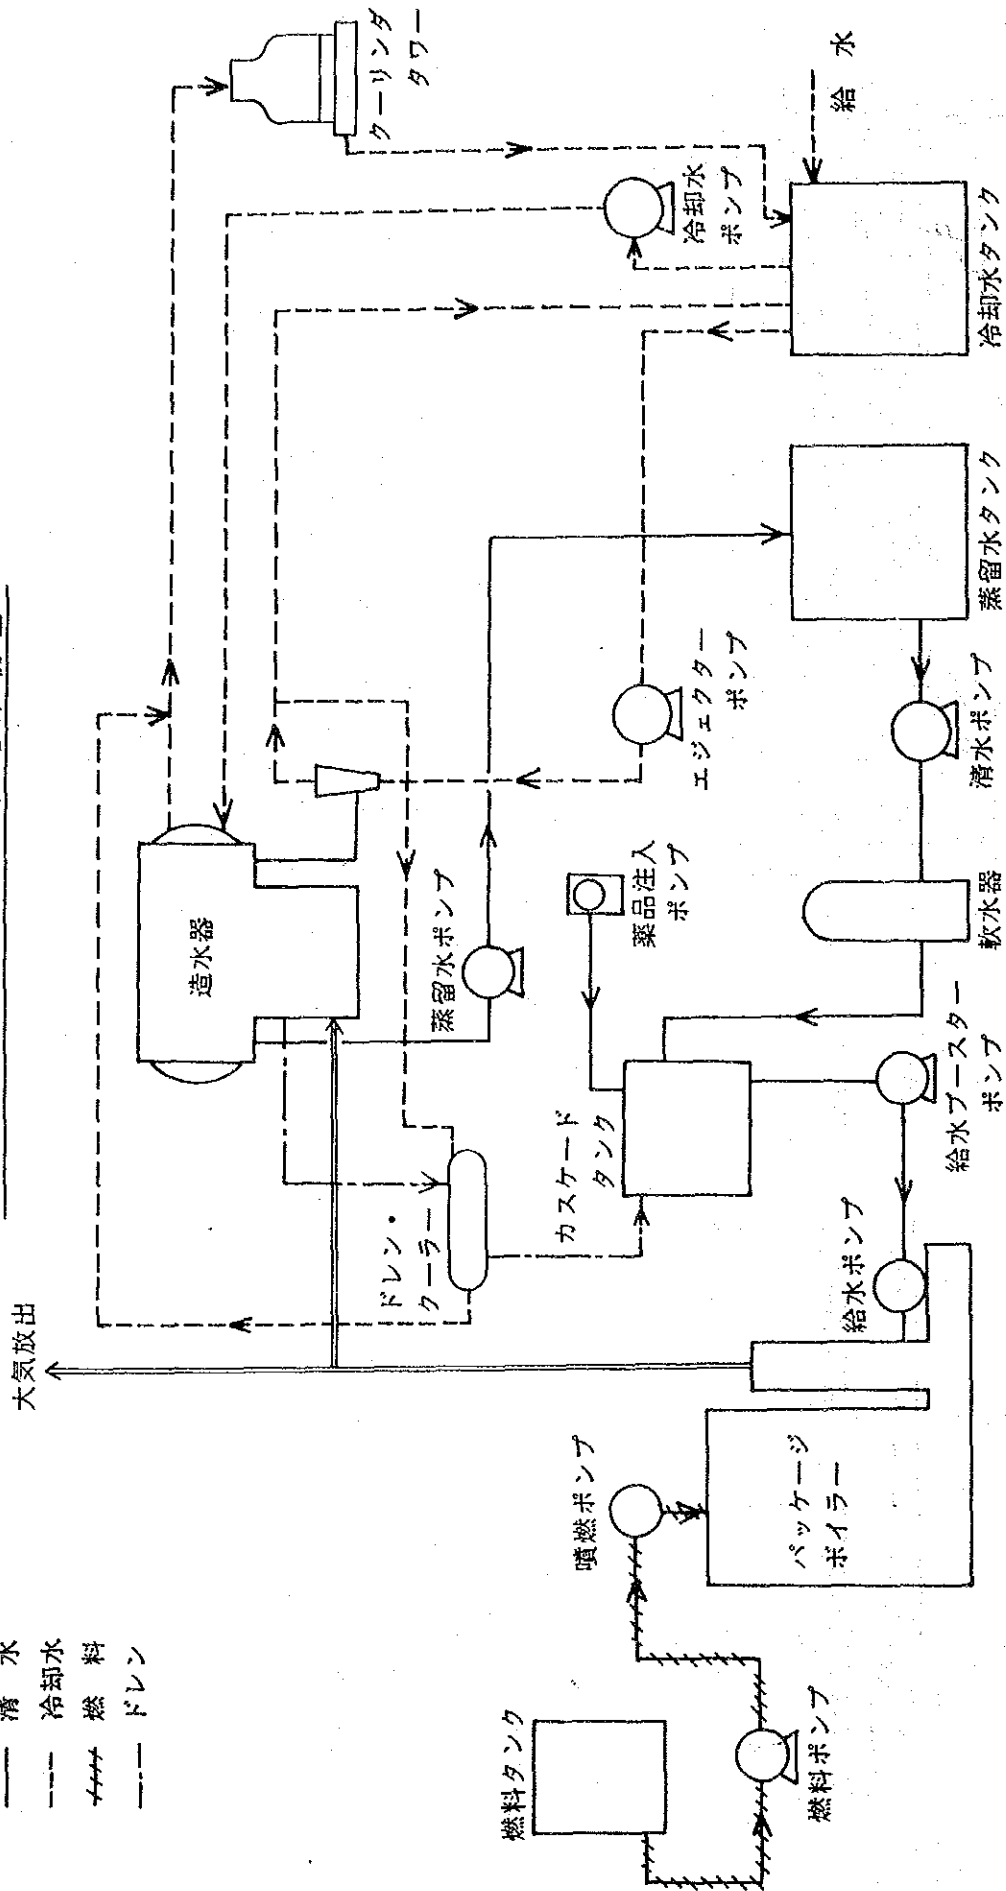 清 水
冷却水
燃 料
ドレン
大気放出
造水器
クーリンダ
タワー
ドレン・
クーラー
蒸留水ポンプ
エジェクター
ポンプ
冷却水
ポンプ
給 水
薬品注入
ポンプ
カスケード
タンク
噴燃ポンプ
燃料タンク
燃料ポンプ
パッケージ
ボイラー
給水ポンプ
給水ブースター
ポンプ
軟水器
清水ポンプ
蒸留水タンク
冷却水タンク